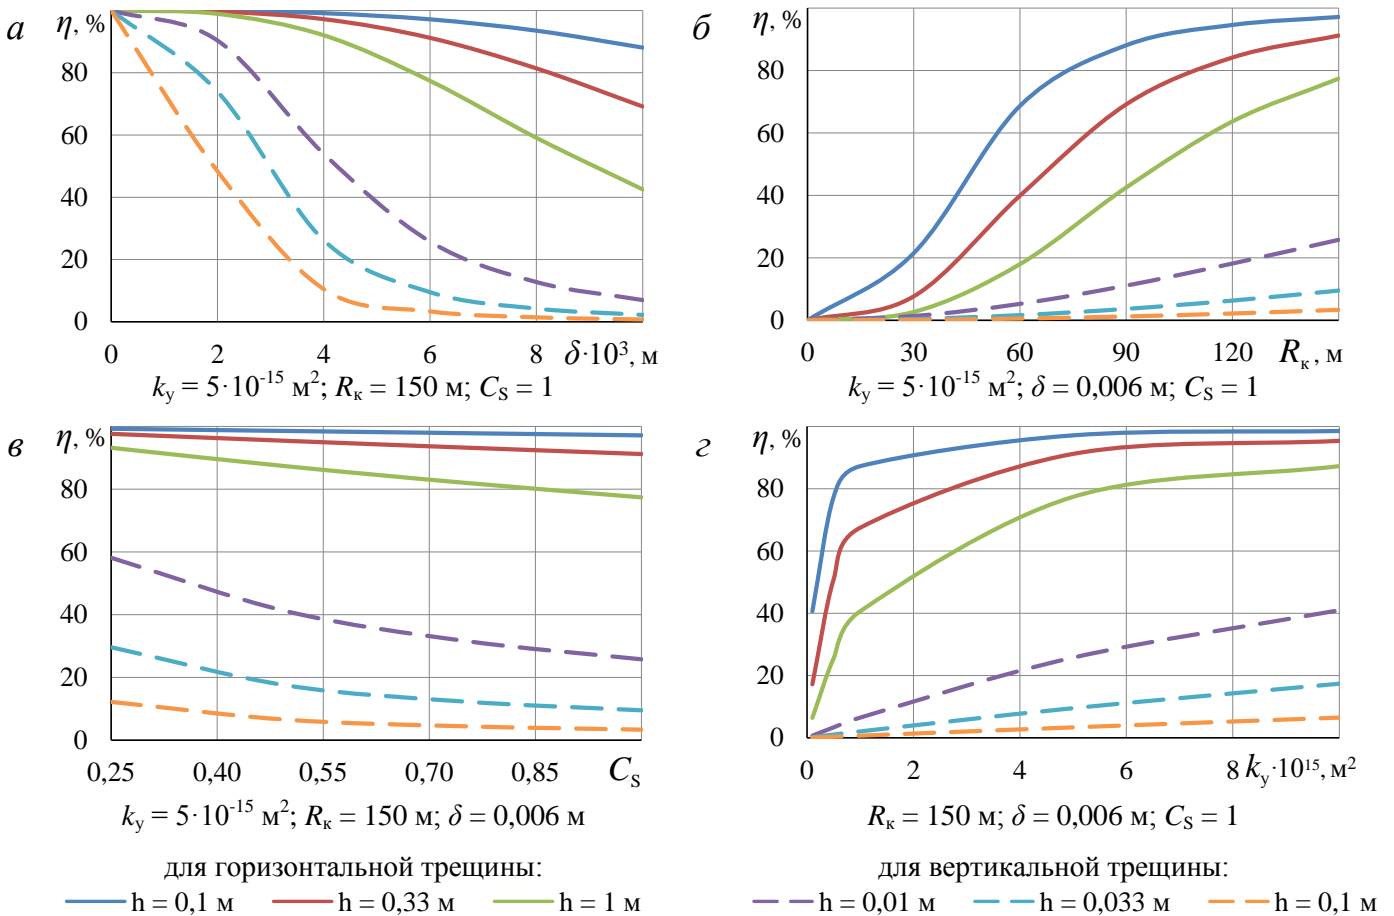 а η, % 80 60 40 20 0
0 2 4 6 8 δ·10³, м
k_у = 5·10⁻¹⁵ м²; R_к = 150 м; C_S = 1
б η, % 80 60 40 20 0
0 30 60 90 120 R_к, м
k_у = 5·10⁻¹⁵ м²; δ = 0,006 м; C_S = 1
в η, % 80 60 40 20 0
0,25 0,40 0,55 0,70 0,85 C_S
k_у = 5·10⁻¹⁵ м²; R_к = 150 м; δ = 0,006 м
г η, % 80 60 40 20 0
0 2 4 6 8 k_у·10¹⁵, м²
R_к = 150 м; δ = 0,006 м; C_S = 1
для горизонтальной трещины:
h = 0,1 м h = 0,33 м h = 1 м
для вертикальной трещины:
h = 0,01 м h = 0,033 м h = 0,1 м